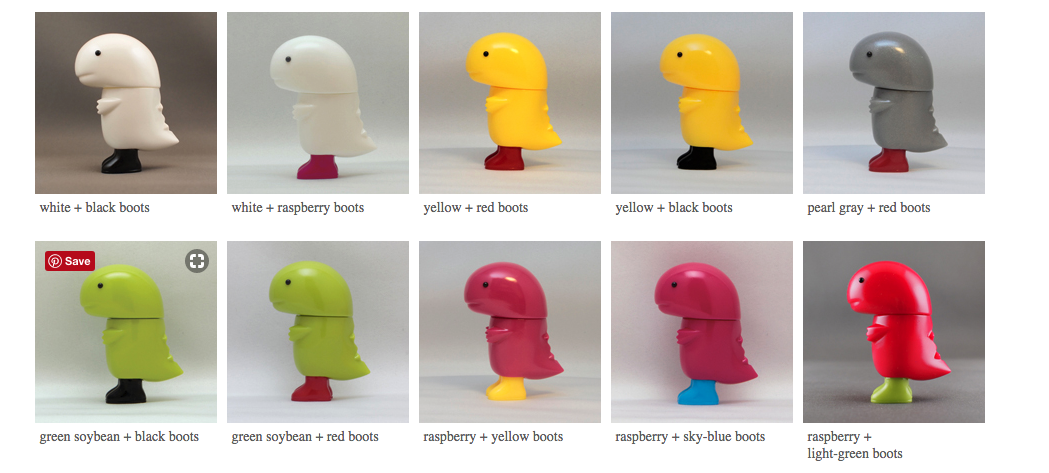 white + black boots
white + raspberry boots
yellow + red boots
yellow + black boots
pearl gray + red boots
Save
green soybean + black boots
green soybean + red boots
raspberry + yellow boots
raspberry + sky-blue boots
raspberry +
light-green boots